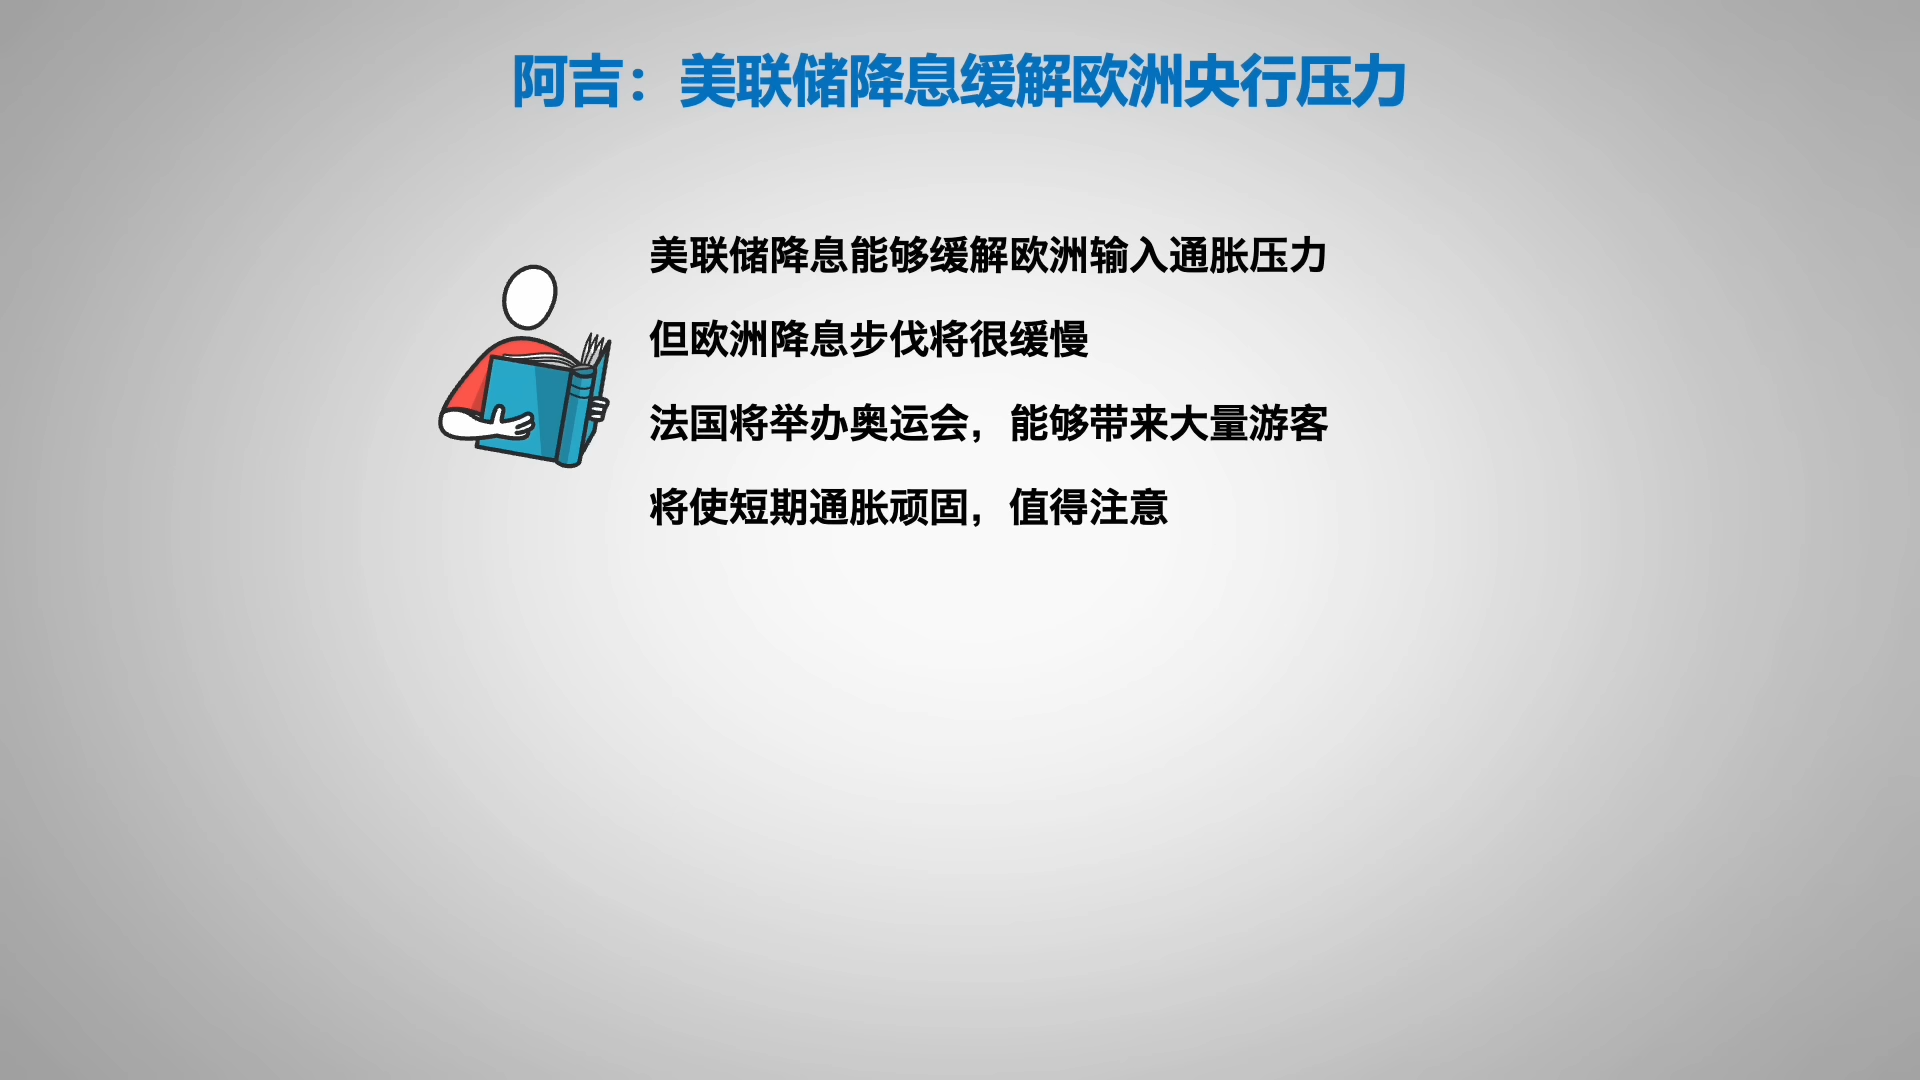 阿吉：美联储降息缓解欧洲央行压力
美联储降息能够缓解欧洲输入通胀压力
但欧洲降息步伐将很缓慢
法国将举办奥运会，能够带来大量游客
将使短期通胀顽固，值得注意